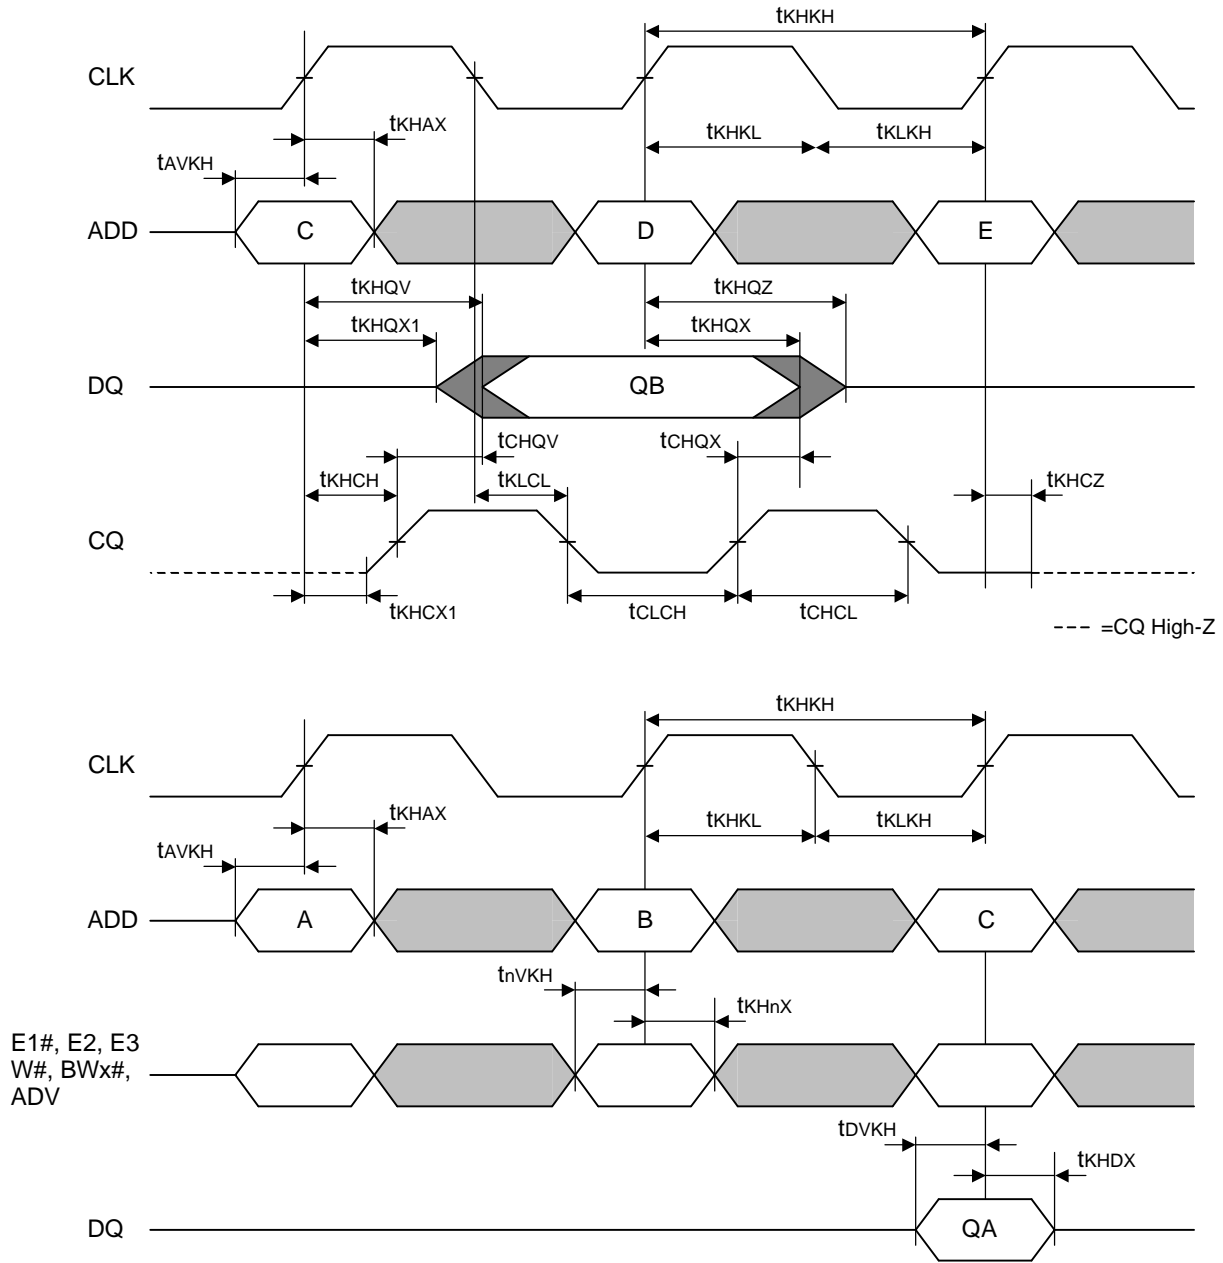 tKHKH
CLK
tKHAX
tKHKL
tKLKH
tAVKH
ADD
C
D
E
tKHQV
tKHQZ
tKHQX1
tKHQX
DQ
QB
tCHQV
tCHQX
tKHCH
tKLCL
tKHCZ
CQ
tKHCX1
tCLCH
tCHCL
=CQ High-Z
tKHKH
CLK
tKHAX
tKHKL
tKLKH
tAVKH
ADD
A
B
C
tnVKH
tKHnX
E1#, E2, E3
W#, BWx#,
ADV
tDVKH
tKHDX
DQ
QA